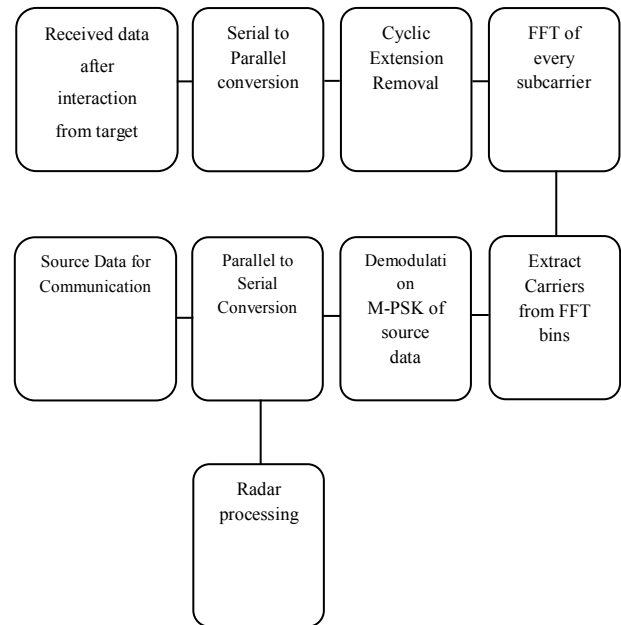 Received data
after
interaction
from target
Serial to
Parallel
conversion
Cyclic
Extension
Removal
FFT of
every
subcarrier
Source Data for
Communication
Parallel to
Serial
Conversion
Demodulati
on
M-PSK of
source
data
Extract
Carriers
from FFT
bins
Radar
processing